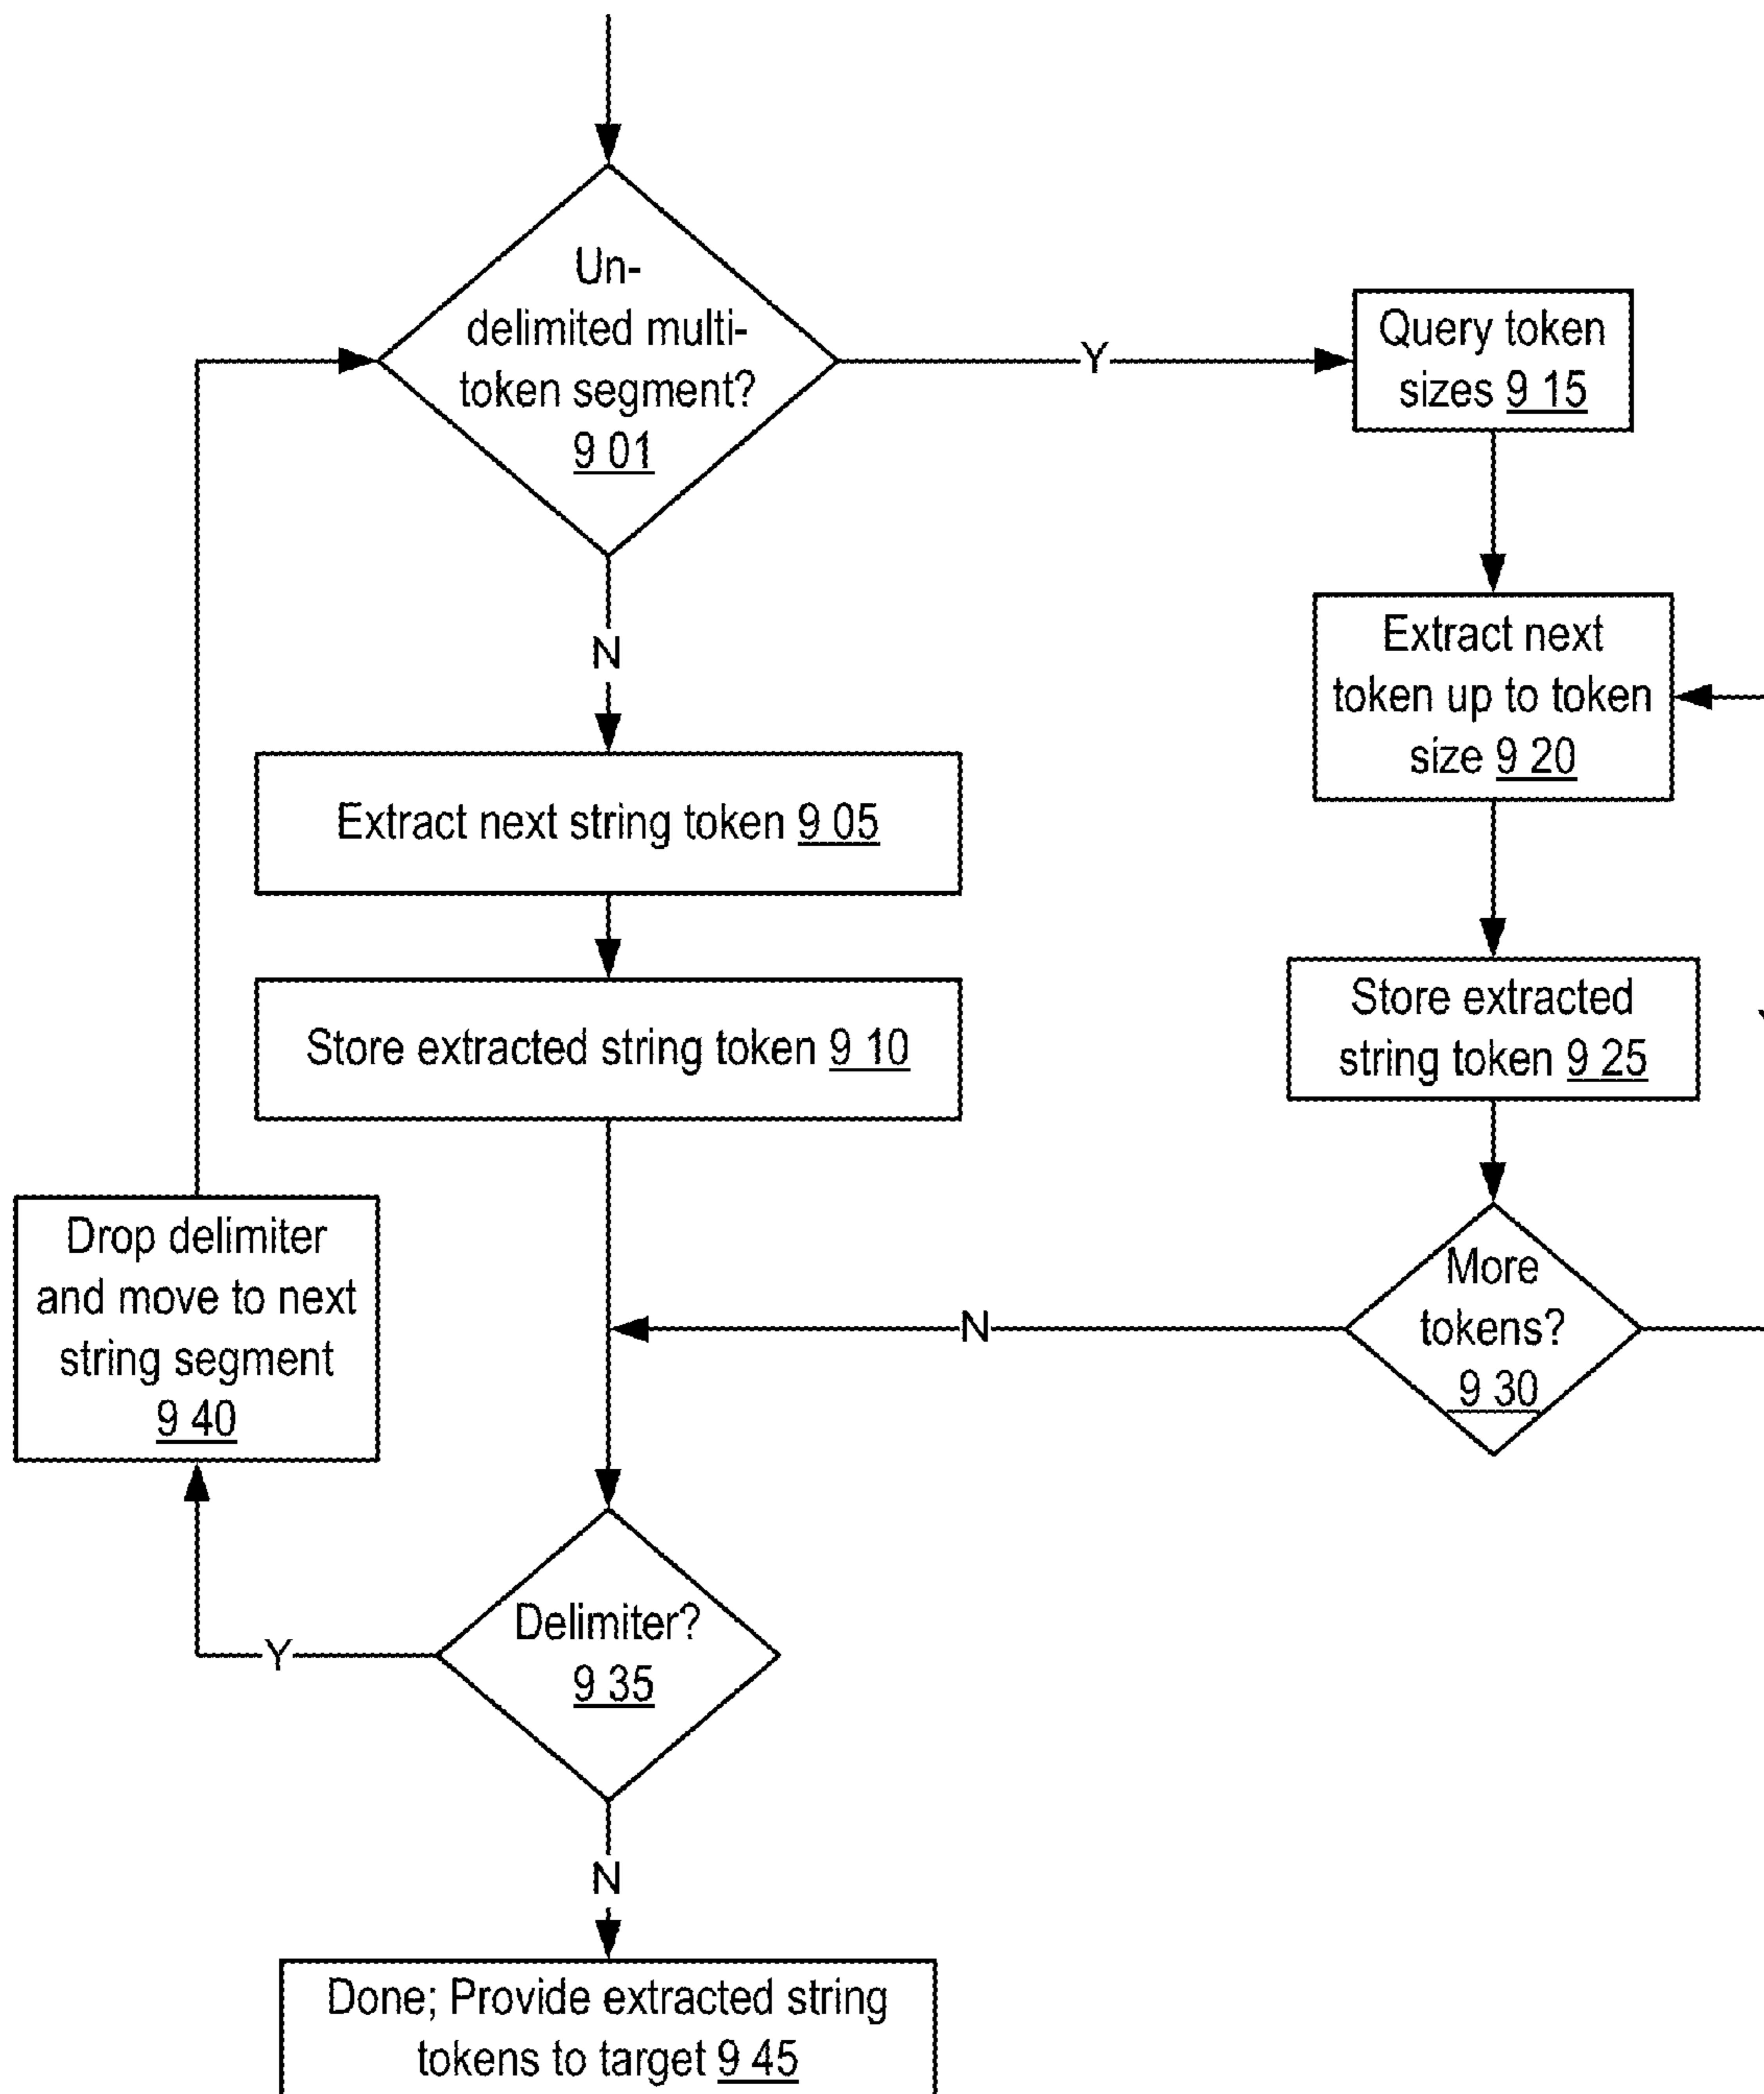 Un-
delimited multi-
token segment?
9 01
Y
Query token
sizes 9 15
N
Extract next
token up to token
size 9 20
Extract next string token 9 05
Store extracted string token 9 10
Store extracted
string token 9 25
Drop delimiter
and move to next
string segment
9 40
More
tokens?
9 30
N
Delimiter?
9 35
Y
N
Done; Provide extracted string
tokens to target 9 45